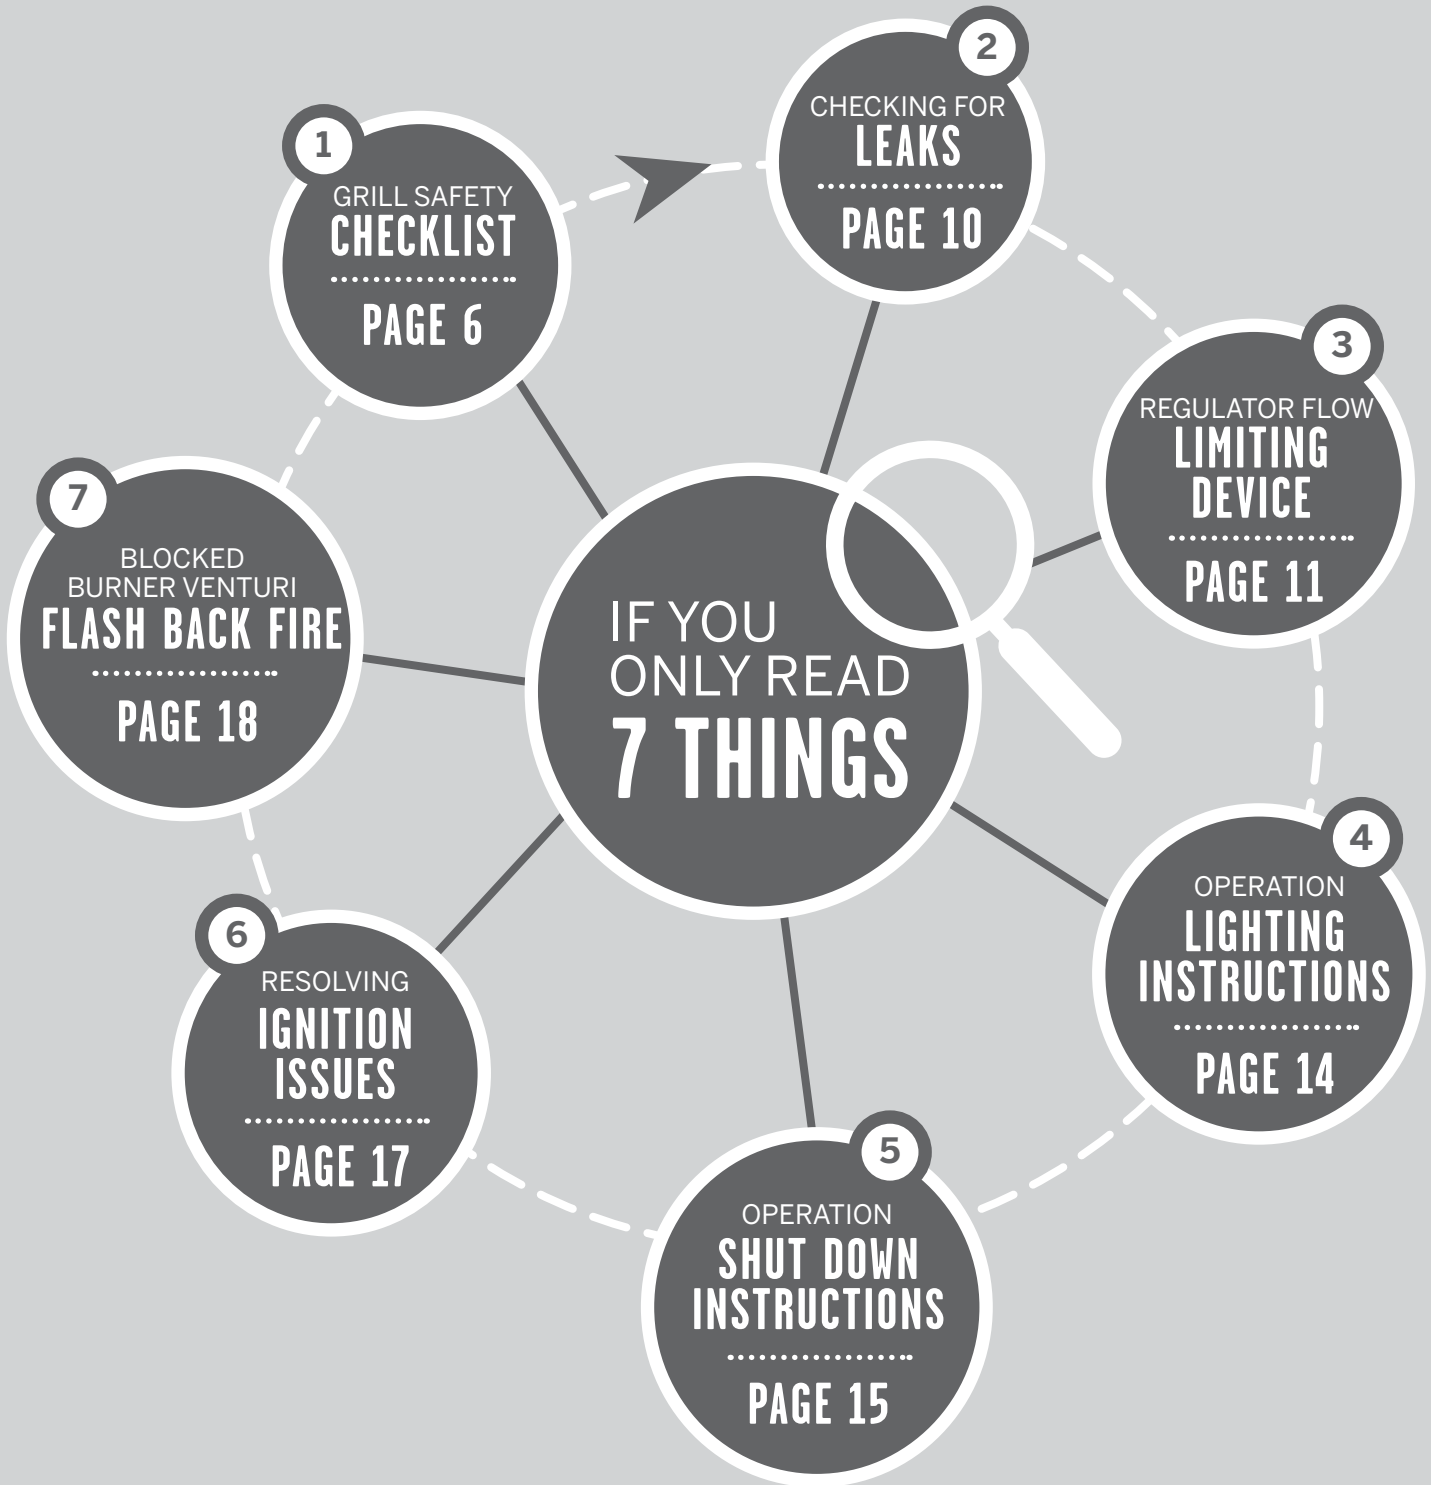 IF YOU
ONLY READ
7 THINGS
1
GRILL SAFETY
CHECKLIST
PAGE 6
2
CHECKING FOR
LEAKS
PAGE 10
3
REGULATOR FLOW
LIMITING
DEVICE
PAGE 11
4
OPERATION
LIGHTING
INSTRUCTIONS
PAGE 14
5
OPERATION
SHUT DOWN
INSTRUCTIONS
PAGE 15
6
RESOLVING
IGNITION
ISSUES
PAGE 17
7
BLOCKED
BURNER VENTURI
FLASH BACK FIRE
PAGE 18